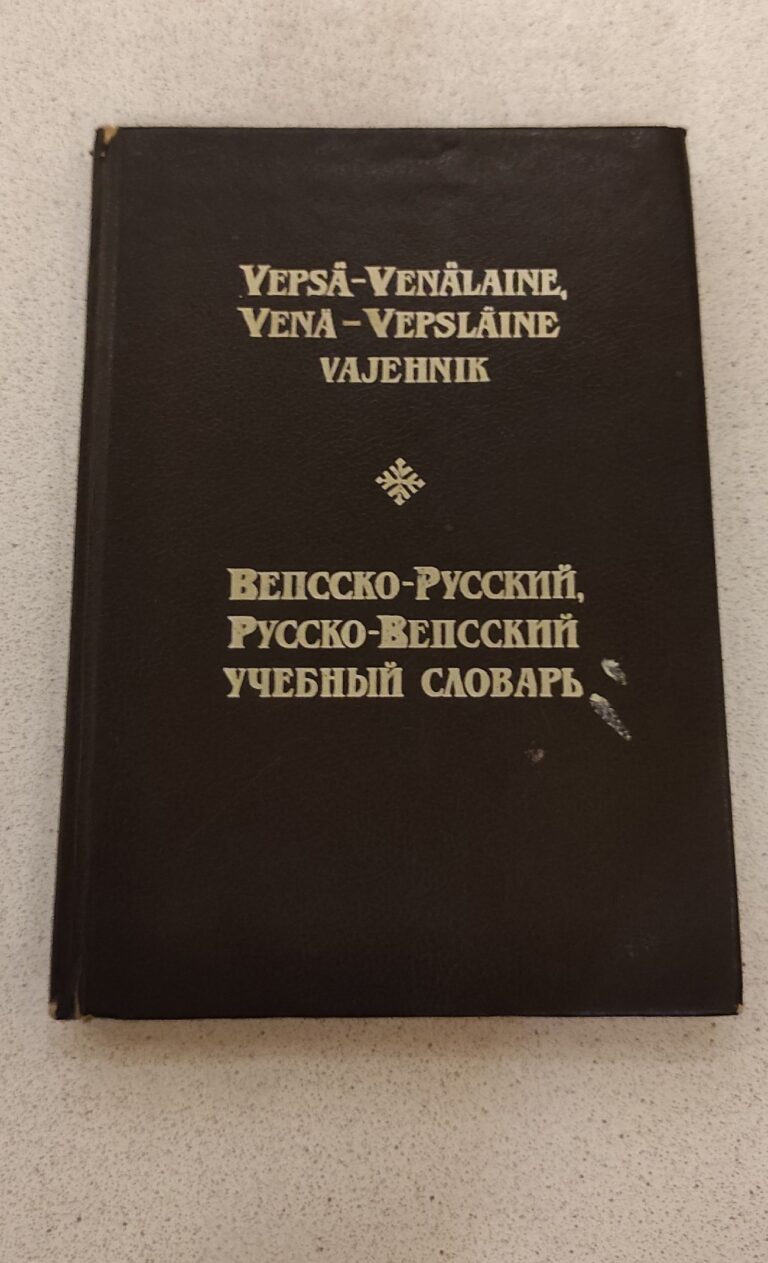 VEPSÄ-VENÄLAINE,
VENA-VEPSLÄINE
VAJEHNIK
ВЕПССКО-РУССКИЙ,
РУССКО-ВЕПССКИЙ
УЧЕБНЫЙ СЛОВАРЬ